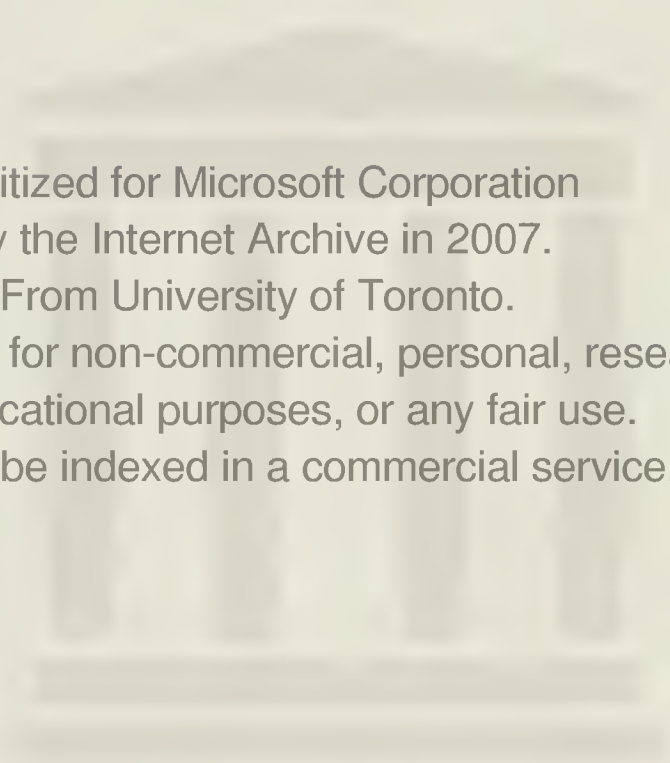 itized for Microsoft Corporation
the Internet Archive in 2007.
From University of Toronto.
for non-commercial, personal, rese
cational purposes, or any fair use.
be indexed in a commercial service